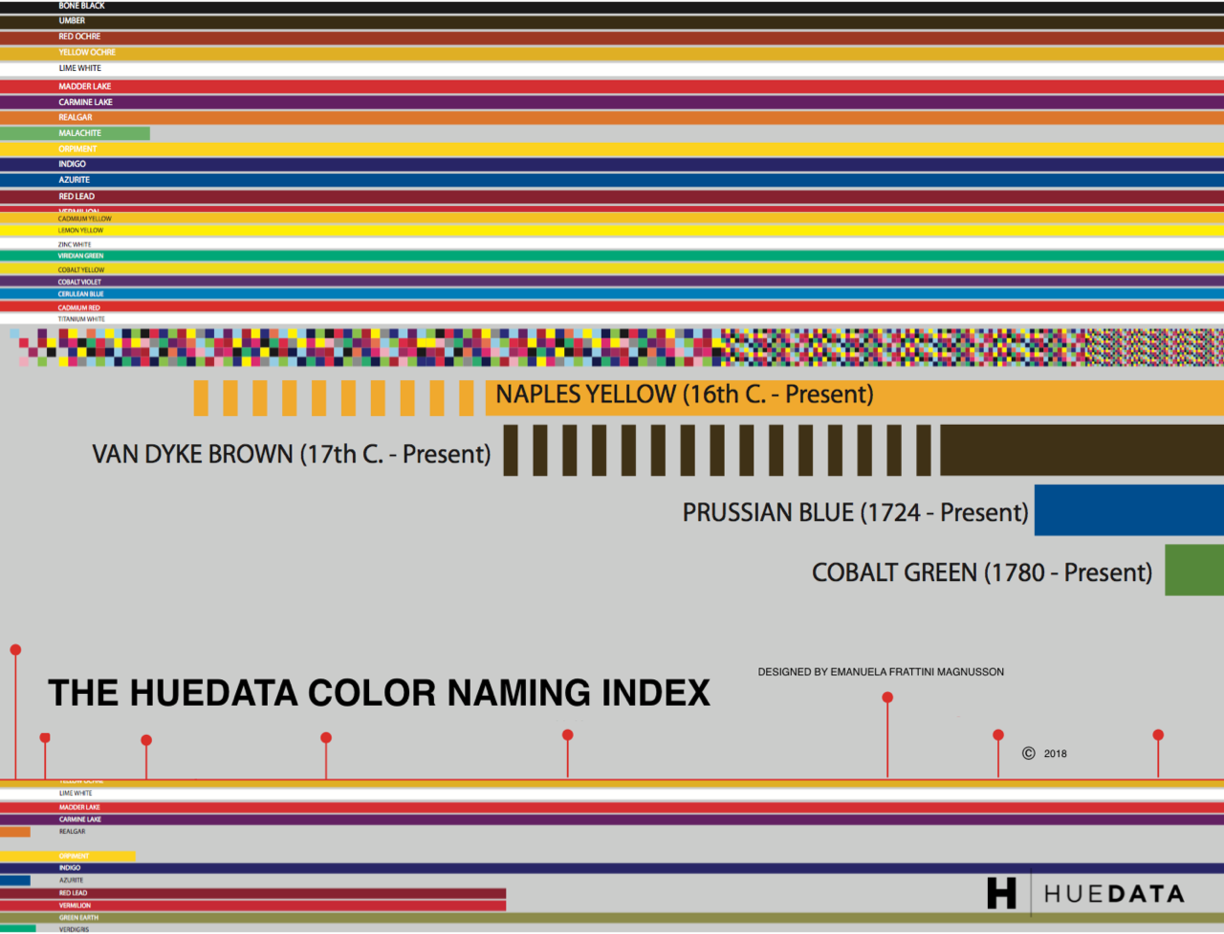 BONE BLACK
UMBER
RED OCHRE
YELLOW OCHRE
LIME WHITE
MADDER LAKE
CARMINE LAKE
REALGAR
MALACHITE
ORPIMENT
INDIGO
AZURITE
RED LEAD
VERMILION
CADMIUM YELLOW
LEMON YELLOW
ZINC WHITE
VIRIDIAN GREEN
COBALT YELLOW
COBALT VIOLET
CERULEAN BLUE
CADMIUM RED
TITANIUM WHITE
NAPLES YELLOW (16th C. - Present)
VAN DYKE BROWN (17th C. - Present)
PRUSSIAN BLUE (1724 - Present)
COBALT GREEN (1780 - Present)
DESIGNED BY EMANUELA FRATTINI MAGNUSSON
THE HUEDATA COLOR NAMING INDEX
© 2018
YELLOW OCHRE
LIME WHITE
MADDER LAKE
CARMINE LAKE
REALGAR
ORPIMENT
INDIGO
AZURITE
RED LEAD
VERMILION
GREEN EARTH
VERDIGRIS
H HUEDATA